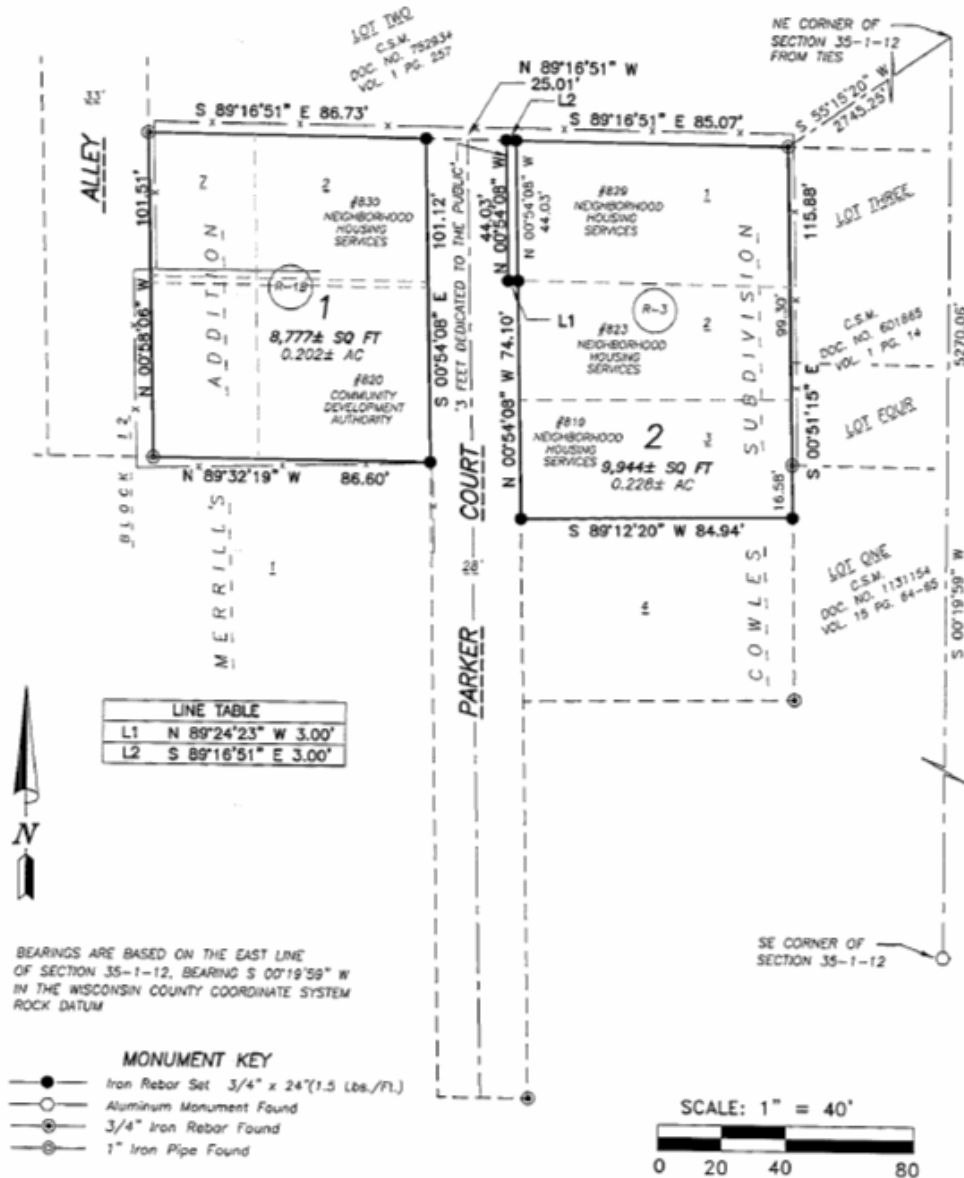 LOT TWO
C.S.M.
DOC. NO. 752934
VOL. 1 PG. 257
NE CORNER OF
SECTION 35-1-12
FROM TIES
N 89°16'51" W
25.01'
L2
S 55°15'20" W
2745.25'
33'
ALLEY
S 89°16'51" E 86.73'
S 89°16'51" E 85.07'
101.51'
N 00°58'06" W
2
2
#830
NEIGHBORHOOD
HOUSING
SERVICES
ADDITION
R-1B
1
8,777± SQ FT
0.202± AC
#820
COMMUNITY
DEVELOPMENT
AUTHORITY
101.12'
S 00°54'08" E
'3 FEET DEDICATED TO THE PUBLIC'
44.03'
N 00°54'08" W
N 00°54'08" W
44.03'
#829
NEIGHBORHOOD
HOUSING
SERVICES
1
115.88'
LOT THREE
L1
R-3
#823
NEIGHBORHOOD
HOUSING
SERVICES
2
SUBDIVISION
99.30'
C.S.M.
DOC. NO. 601865
VOL. 1 PG. 14
5270.06'
N 00°54'08" W 74.10'
#819
NEIGHBORHOOD
HOUSING
SERVICES
2
9,944± SQ FT
0.228± AC
16.58'
S 00°51'15" E
LOT FOUR
N 89°32'19" W 86.60'
BLOCK 12
MERRILL'S
1
COURT
28'
PARKER
S 89°12'20" W 84.94'
4
COWLES
LOT ONE
C.S.M.
DOC. NO. 1131154
VOL. 15 PG. 64-65
S 00°19'59" W
LINE TABLE
L1 N 89°24'23" W 3.00'
L2 S 89°16'51" E 3.00'
N
BEARINGS ARE BASED ON THE EAST LINE
OF SECTION 35-1-12, BEARING S 00°19'59" W
IN THE WISCONSIN COUNTY COORDINATE SYSTEM
ROCK DATUM
SE CORNER OF
SECTION 35-1-12
MONUMENT KEY
Iron Rebar Set 3/4" x 24"(1.5 Lbs./Ft.)
Aluminum Monument Found
3/4" Iron Rebar Found
1" Iron Pipe Found
SCALE: 1" = 40'
0 20 40 80